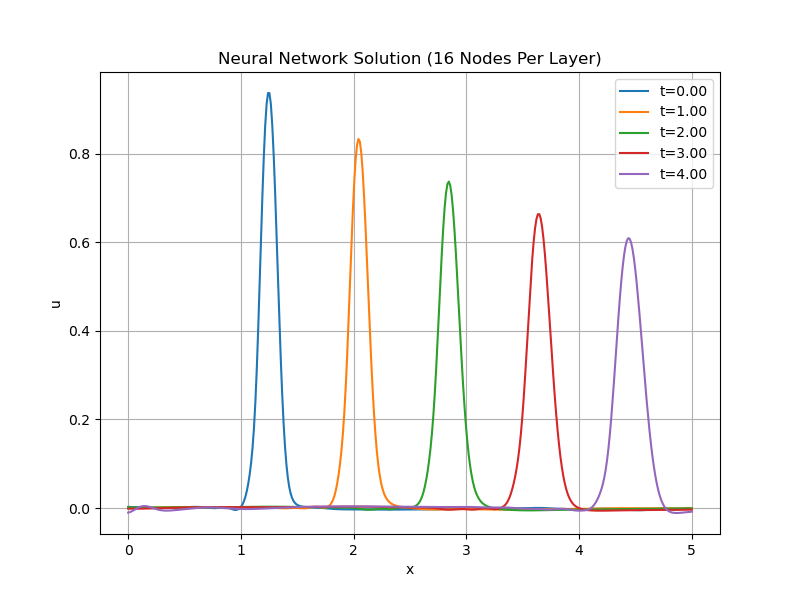 Neural Network Solution (16 Nodes Per Layer)
t=0.00
t=1.00
t=2.00
t=3.00
t=4.00
0.8
0.6
0.4
0.2
0.0
u
0 1 2 3 4 5
x